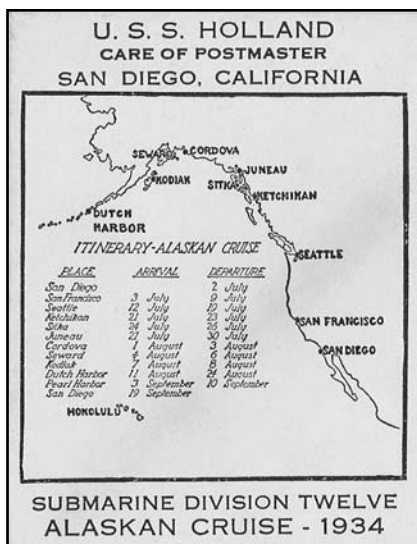 U. S. S. HOLLAND
CARE OF POSTMASTER
SAN DIEGO, CALIFORNIA
SEWARD CORDOVA
KODIAK
JUNEAU
SITKA
KETCHIKAN
DUTCH
HARBOR
SEATTLE
SAN FRANCISCO
SAN DIEGO
ITINERARY-ALASKAN CRUISE
PLACE ARRIVAL DEPARTURE
San Diego 2 July
San Francisco 3 July 9 July
Seattle 12 July 19 July
Ketchikan 21 July 23 July
Sitka 24 July 26 July
Juneau 27 July 30 July
Cordova 1 August 3 August
Seward 4 August 6 August
Kodiak 7 August 8 August
Dutch Harbor 11 August 24 August
Pearl Harbor 3 September 10 September
San Diego 19 September
HONOLULU
SUBMARINE DIVISION TWELVE
ALASKAN CRUISE - 1934